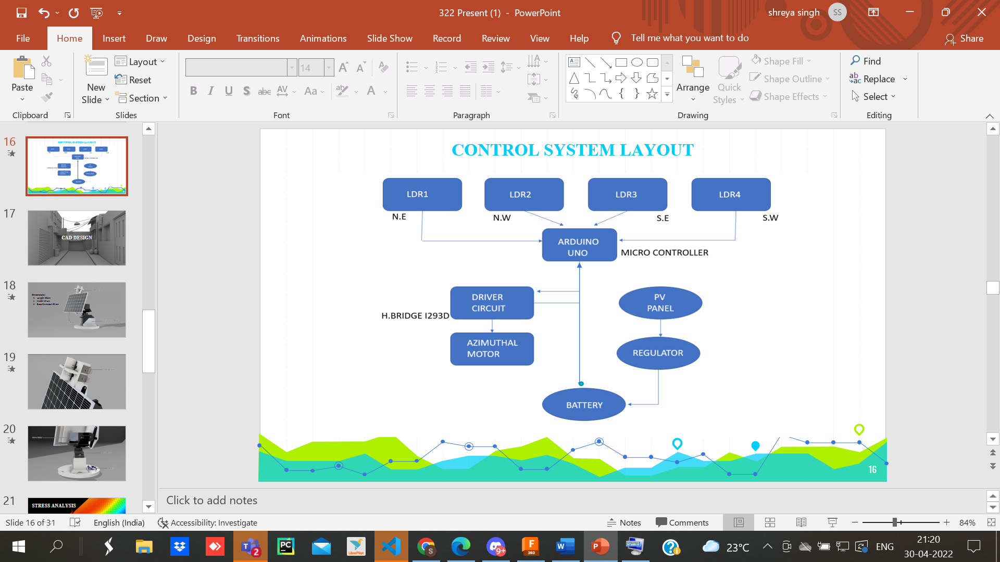 322 Present (1) - PowerPoint
shreya singh SS
File Home Insert Draw Design Transitions Animations Slide Show Record Review View Help Tell me what you want to do Share
Paste
Clipboard
New Slide
Layout
Reset
Section
Slides
14
Font
Paragraph
Arrange
Quick Styles
Shape Fill
Shape Outline
Shape Effects
Drawing
Find
Replace
Select
Editing
16
17
CAD DESIGN
18
19
20
21
STRESS ANALYSIS
CONTROL SYSTEM LAYOUT
LDR1 LDR2 LDR3 LDR4
N.E N.W S.E S.W
ARDUINO
UNO
MICRO CONTROLLER
DRIVER
CIRCUIT
H.BRIDGE I293D
PV
PANEL
AZIMUTHAL
MOTOR
REGULATOR
BATTERY
16
Click to add notes
Slide 16 of 31 English (India) Accessibility: Investigate Notes Comments 84%
23°C ENG
21:20
30-04-2022